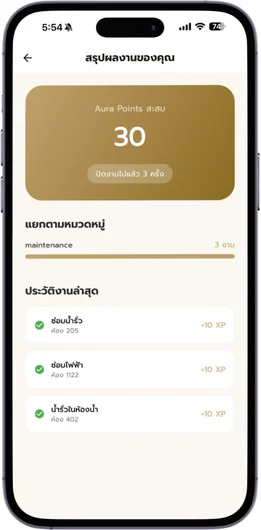 5:54
74
สรุปผลงานของคุณ
Aura Points สะสม
30
ปิดงานไปแล้ว 3 ครั้ง
แยกตามหมวดหมู่
maintenance 3 งาน
ประวัติงานล่าสุด
ซ่อมน้ำรั่ว
ห้อง 205
+10 XP
ซ่อมไฟฟ้า
ห้อง 1122
+10 XP
น้ำรั่วในห้องน้ำ
ห้อง 402
+10 XP